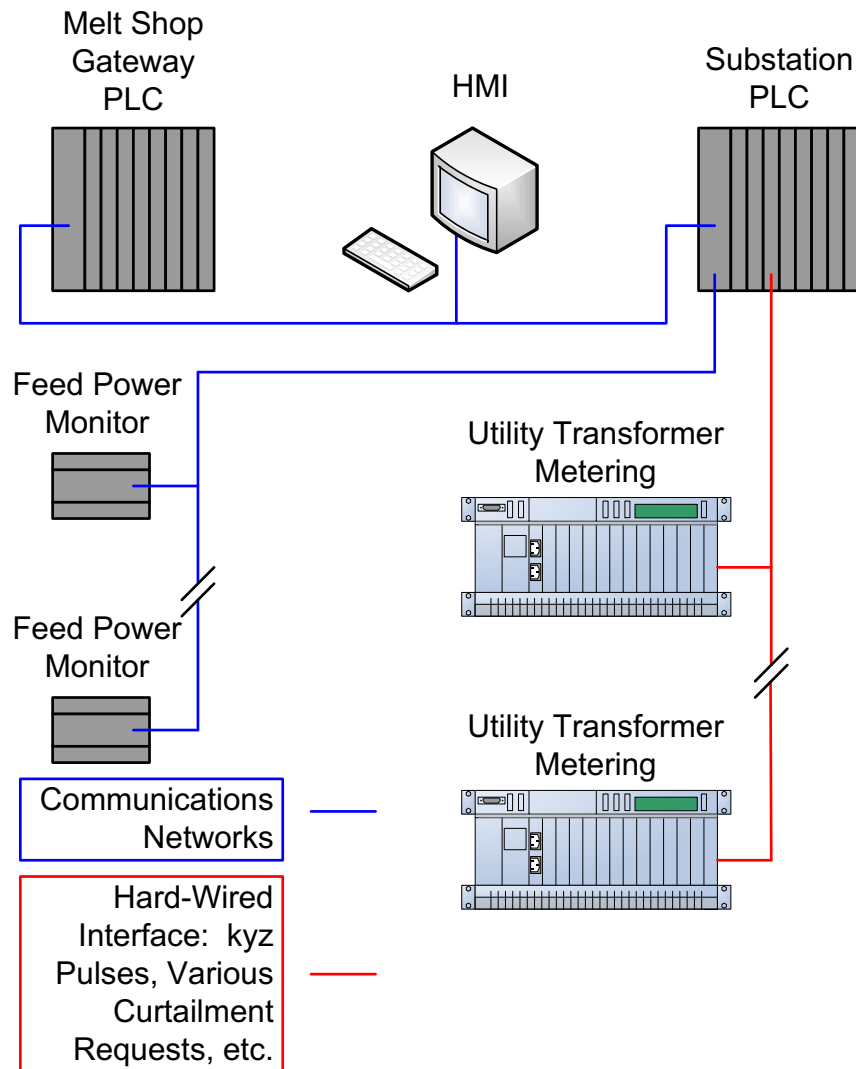 Melt Shop
Gateway
PLC
HMI
Substation
PLC
Feed Power
Monitor
Utility Transformer
Metering
Feed Power
Monitor
Utility Transformer
Metering
Communications
Networks
Hard-Wired
Interface: kyz
Pulses, Various
Curtailment
Requests, etc.